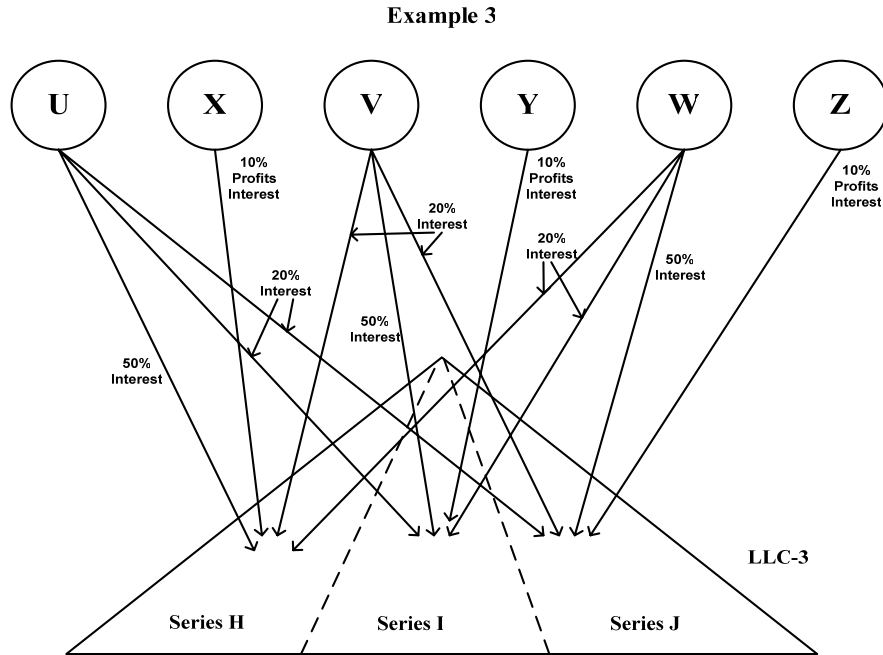 Example 3
U
X
V
Y
W
Z
10%
Profits
Interest
10%
Profits
Interest
10%
Profits
Interest
20%
Interest
20%
Interest
50%
Interest
20%
Interest
50%
Interest
50%
Interest
LLC-3
Series H
Series I
Series J